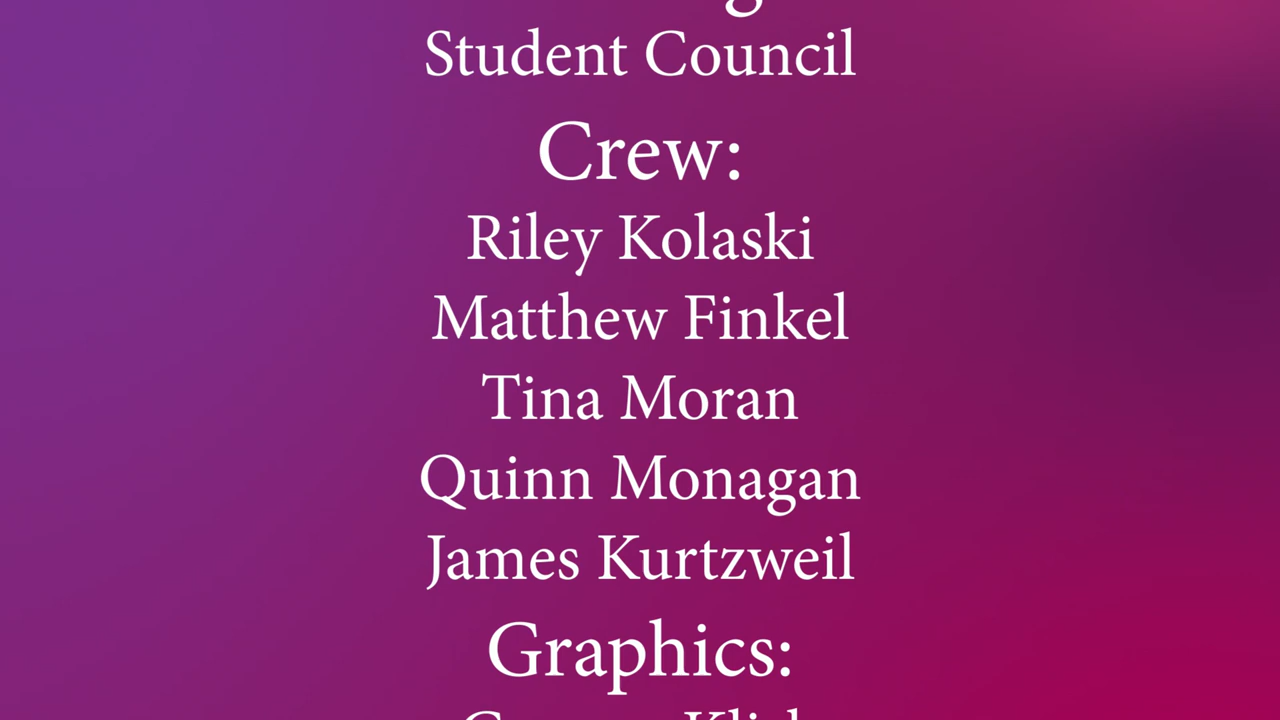 Student Council
Crew:
Riley Kolaski
Matthew Finkel
Tina Moran
Quinn Monagan
James Kurtzweil
Graphics: